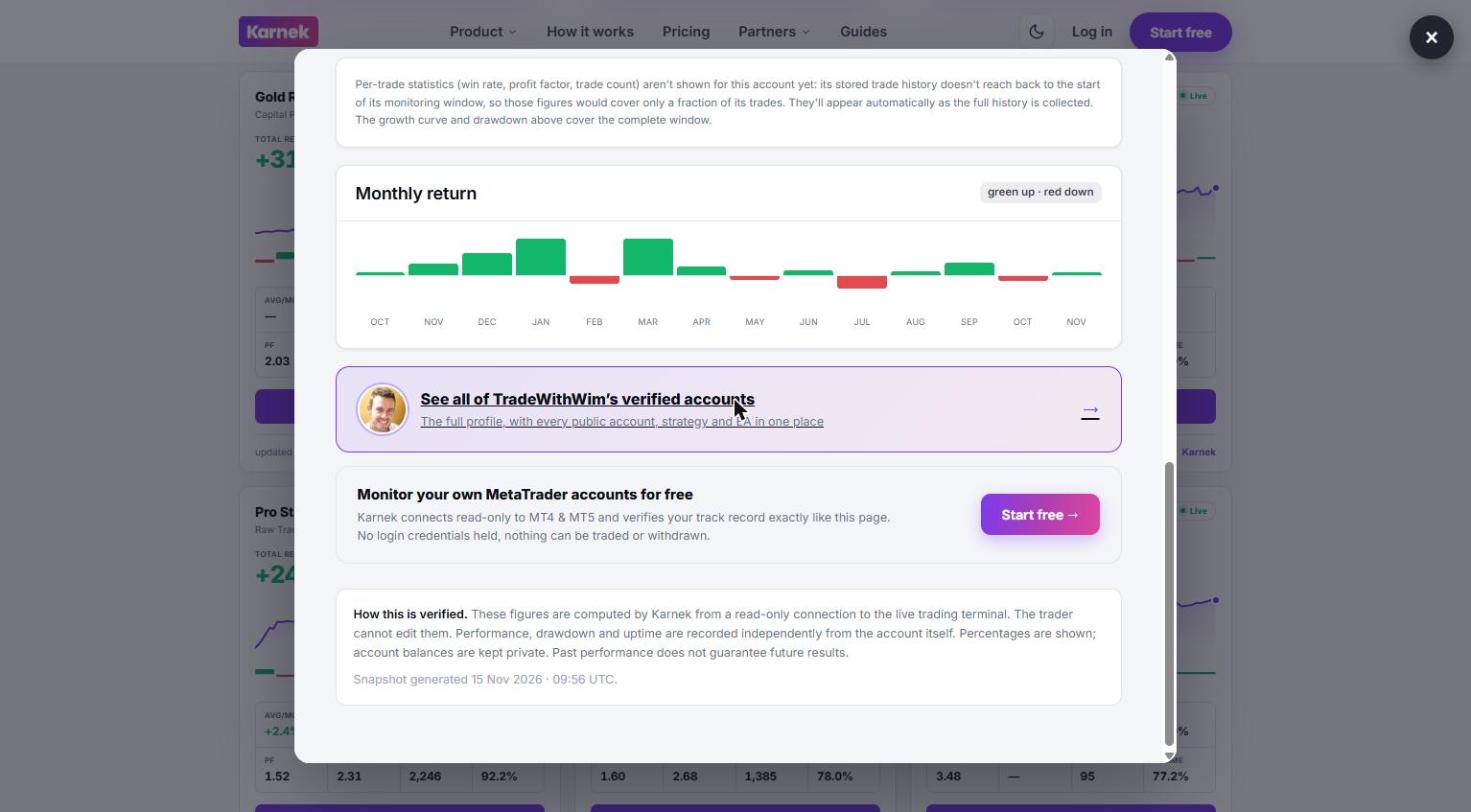 Karnek
Product
How it works
Pricing
Partners
Guides
Log in
Start free
×
Gold R
Capital P
TOTAL RE
+31
Live
Per-trade statistics (win rate, profit factor, trade count) aren't shown for this account yet: its stored trade history doesn't reach back to the start
of its monitoring window, so those figures would cover only a fraction of its trades. They'll appear automatically as the full history is collected.
The growth curve and drawdown above cover the complete window.
Monthly return
green up · red down
OCT NOV DEC JAN FEB MAR APR MAY JUN JUL AUG SEP OCT NOV
AVG/MO
—
PF
2.03
updated
Karnek
See all of TradeWithWim's verified accounts
The full profile, with every public account, strategy and EA in one place
→
Monitor your own MetaTrader accounts for free
Karnek connects read-only to MT4 & MT5 and verifies your track record exactly like this page.
No login credentials held, nothing can be traded or withdrawn.
Start free →
Pro St
Raw Tra
TOTAL RE
+24
Live
How this is verified. These figures are computed by Karnek from a read-only connection to the live trading terminal. The trader
cannot edit them. Performance, drawdown and uptime are recorded independently from the account itself. Percentages are shown;
account balances are kept private. Past performance does not guarantee future results.
Snapshot generated 15 Nov 2026 · 09:56 UTC.
AVG/MO
+2.4%
PF
1.52 2.31 2,246 92.2% 1.60 2.68 1,385 78.0% 3.48 — 95 77.2%